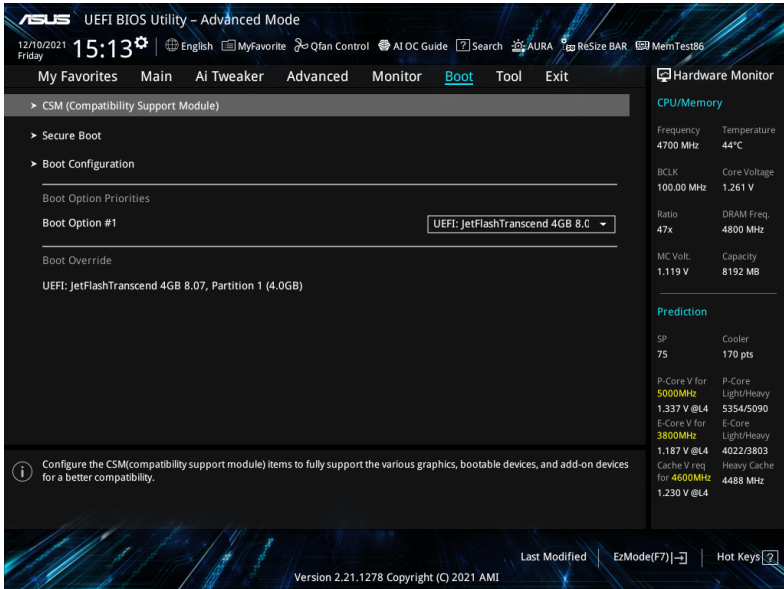 ASUS UEFI BIOS Utility – Advanced Mode
12/10/2021 Friday 15:13 English MyFavorite Qfan Control AI OC Guide ? Search AURA ReSize BAR MemTest86
My Favorites Main Ai Tweaker Advanced Monitor Boot Tool Exit
> CSM (Compatibility Support Module)
> Secure Boot
> Boot Configuration
Boot Option Priorities
Boot Option #1 UEFI: JetFlashTranscend 4GB 8.0
Boot Override
UEFI: JetFlashTranscend 4GB 8.07, Partition 1 (4.0GB)
i Configure the CSM(compatibility support module) items to fully support the various graphics, bootable devices, and add-on devices
for a better compatibility.
Hardware Monitor
CPU/Memory
Frequency Temperature
4700 MHz 44°C
BCLK Core Voltage
100.00 MHz 1.261 V
Ratio DRAM Freq.
47x 4800 MHz
MC Volt. Capacity
1.119 V 8192 MB
Prediction
SP Cooler
75 170 pts
P-Core V for P-Core
5000MHz Light/Heavy
1.337 V @L4 5354/5090
E-Core V for E-Core
3800MHz Light/Heavy
1.187 V @L4 4022/3803
Cache V req Heavy Cache
for 4600MHz 4488 MHz
1.230 V @L4
Last Modified EzMode(F7) Hot Keys ?
Version 2.21.1278 Copyright (C) 2021 AMI